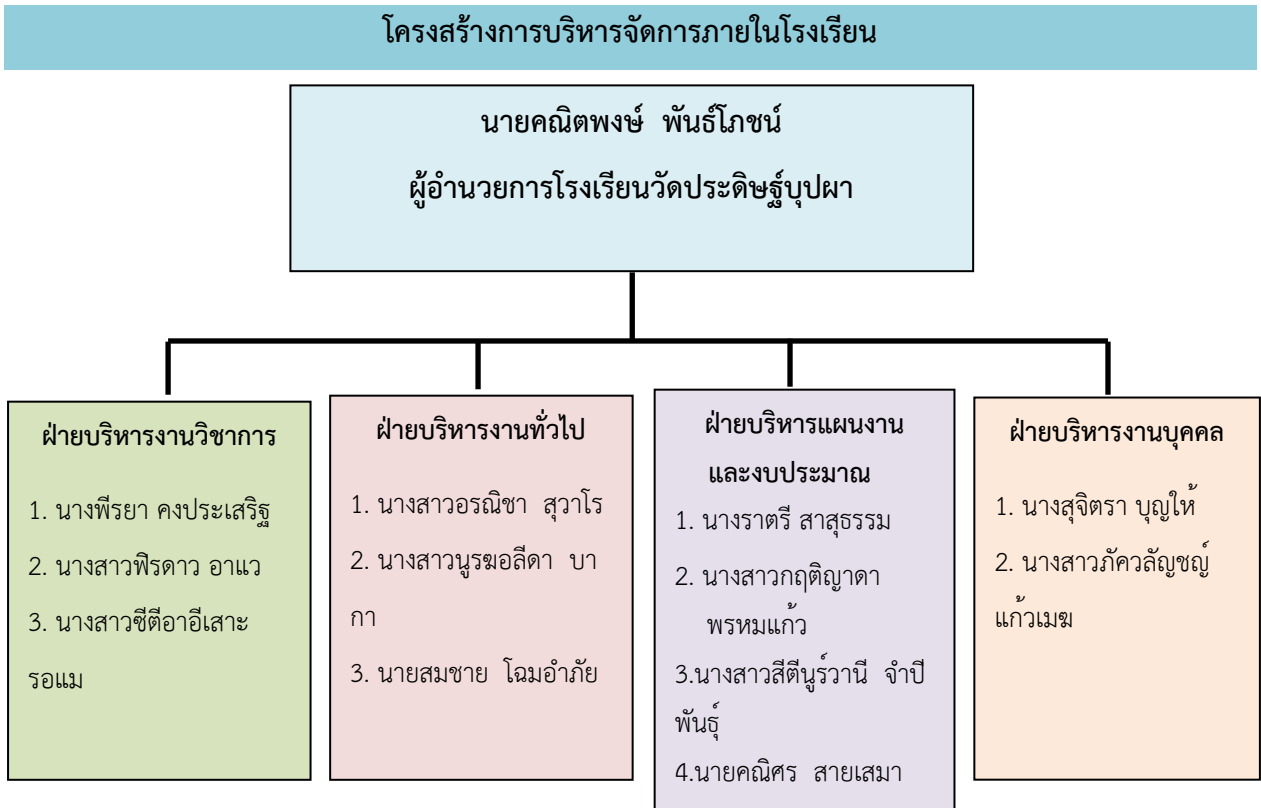 โครงสร้างการบริหารจัดการภายในโรงเรียน
นายคณิตพงษ์ พันธ์โภชน์
ผู้อำนวยการโรงเรียนวัดประดิษฐ์บุปผา
ฝ่ายบริหารงานวิชาการ
1. นางพีรยา คงประเสริฐ
2. นางสาวฟิรดาว อาแว
3. นางสาวซีตีอาอีเสาะ
รอแม
ฝ่ายบริหารงานทั่วไป
1. นางสาวอรณิชา สุวาโร
2. นางสาวนูรฆอลีดา บา
กา
3. นายสมชาย โฉมอำภัย
ฝ่ายบริหารแผนงาน
และงบประมาณ
1. นางราตรี สาสุธรรม
2. นางสาวกฤติญาดา
พรหมแก้ว
3.นางสาวสีตีนูร์วานี จำปี
พันธุ์
4.นายคณิศร สายเสมา
ฝ่ายบริหารงานบุคคล
1. นางสุจิตรา บุญให้
2. นางสาวภัควลัญชญ์
แก้วเมฆ